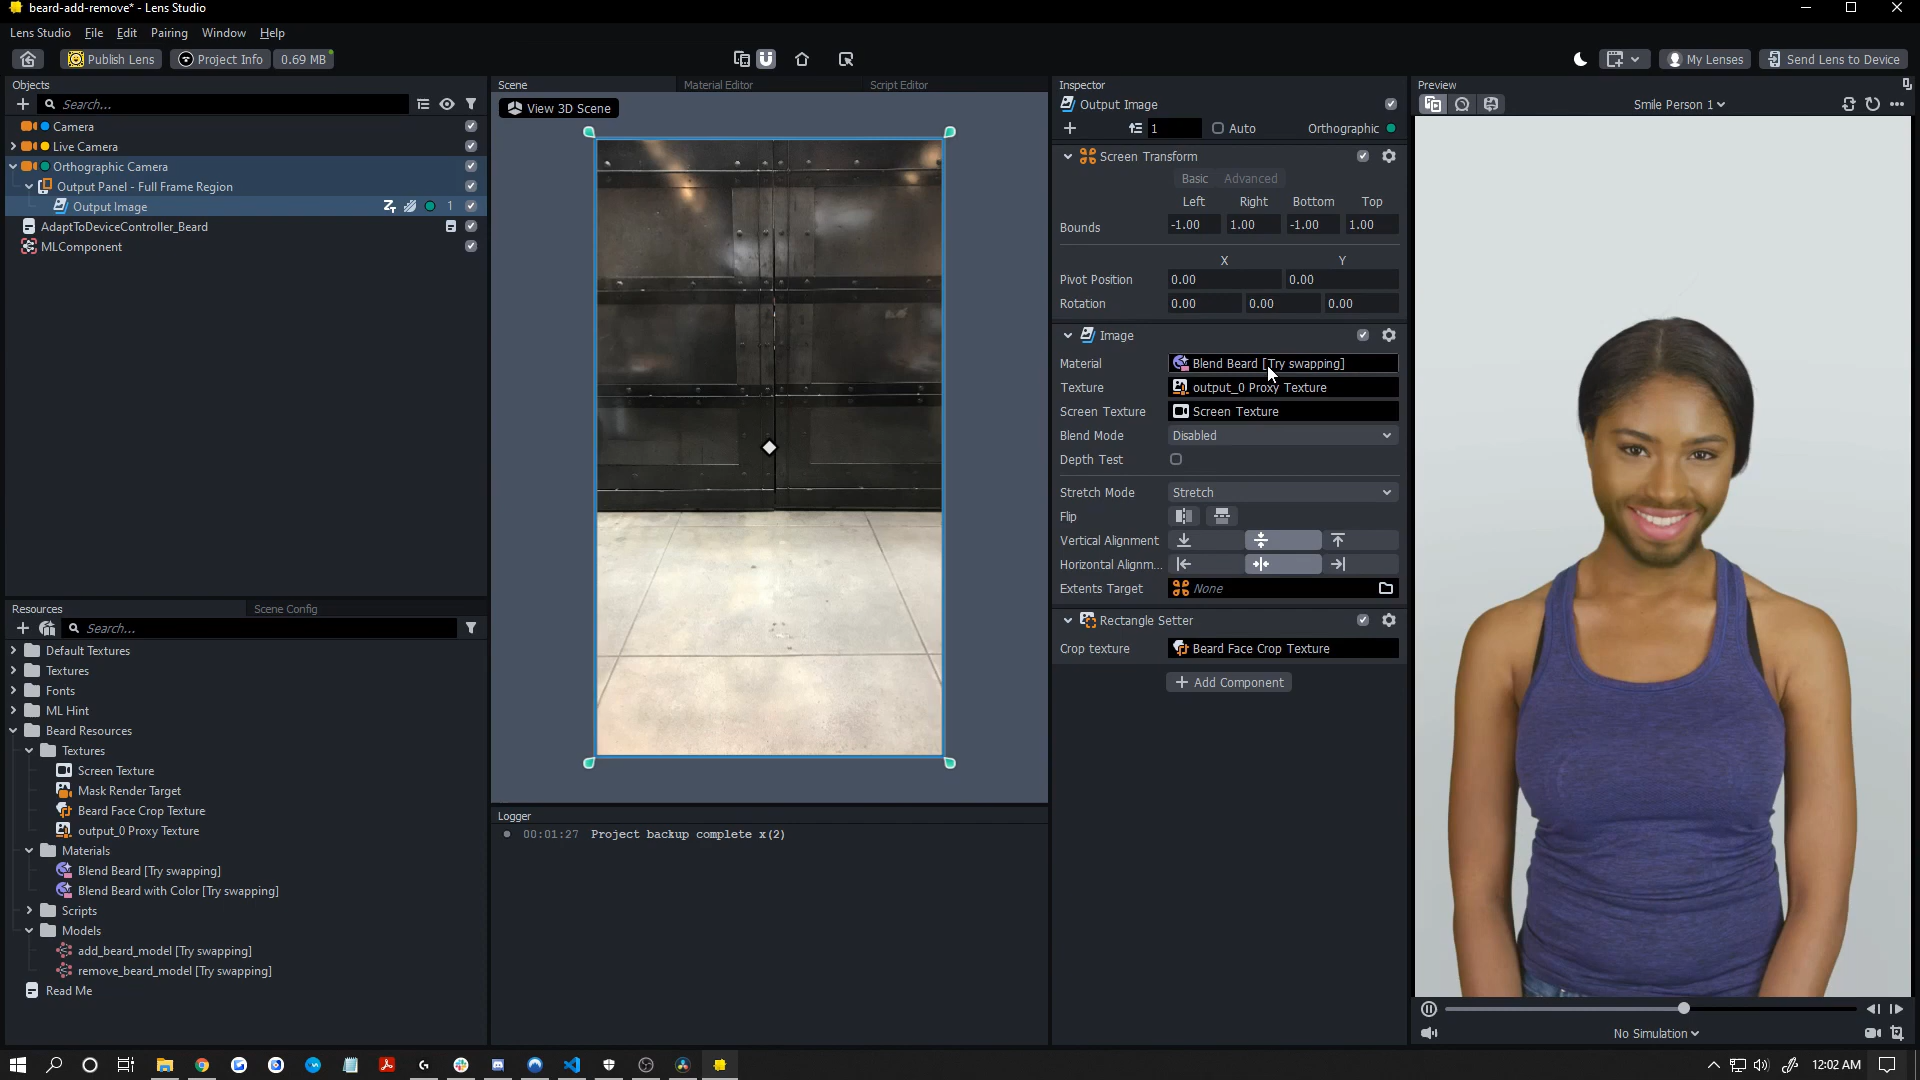 beard-add-remove* - Lens Studio
Lens Studio File Edit Pairing Window Help
Publish Lens Project Info 0.69 MB My Lenses Send Lens to Device
Objects
Search...
Camera
Live Camera
Orthographic Camera
Output Panel - Full Frame Region
Output Image 1
AdaptToDeviceController_Beard
MLComponent
Resources Scene Config
Search...
Default Textures
Textures
Fonts
ML Hint
Beard Resources
Textures
Screen Texture
Mask Render Target
Beard Face Crop Texture
output_0 Proxy Texture
Materials
Blend Beard [Try swapping]
Blend Beard with Color [Try swapping]
Scripts
Models
add_beard_model [Try swapping]
remove_beard_model [Try swapping]
Read Me
Scene Material Editor Script Editor
View 3D Scene
Logger
00:01:27 Project backup complete x(2)
Inspector
Output Image
1 Auto Orthographic
Screen Transform
Basic Advanced
Left Right Bottom Top
Bounds -1.00 1.00 -1.00 1.00
X Y
Pivot Position 0.00 0.00
Rotation 0.00 0.00 0.00
Image
Material Blend Beard [Try swapping]
Texture output_0 Proxy Texture
Screen Texture Screen Texture
Blend Mode Disabled
Depth Test
Stretch Mode Stretch
Flip
Vertical Alignment
Horizontal Alignm...
Extents Target None
Rectangle Setter
Crop texture Beard Face Crop Texture
Add Component
Preview
Smile Person 1
No Simulation
12:02 AM